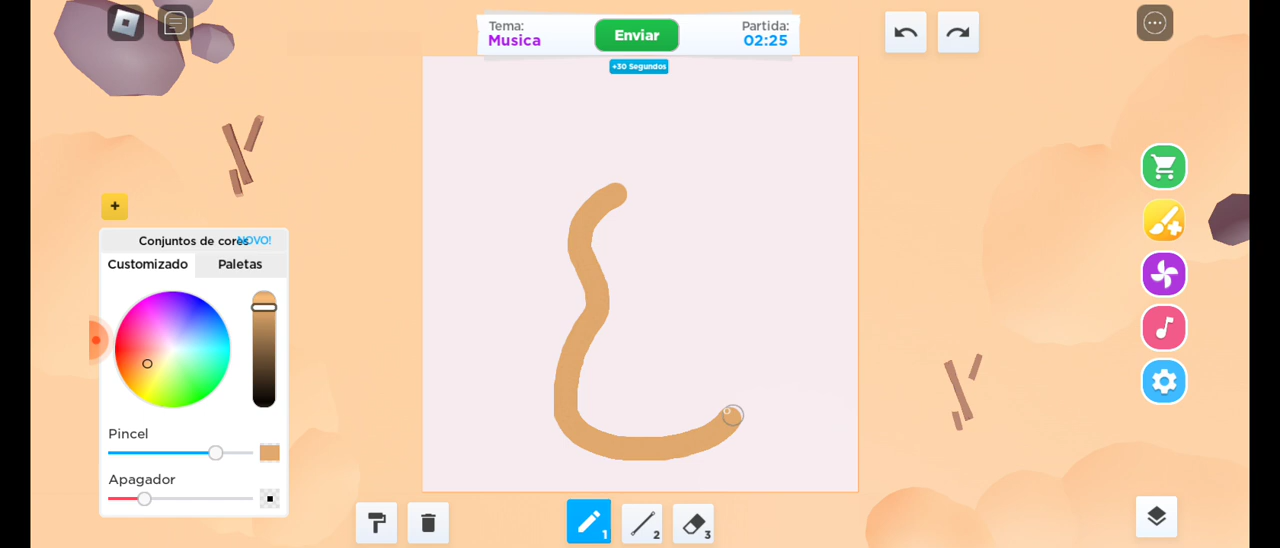 Tema:
Musica
Enviar
Partida:
02:25
+30 Segundos
+
Conjuntos de cores
NOVO!
Customizado
Paletas
Pincel
Apagador
1
2
3